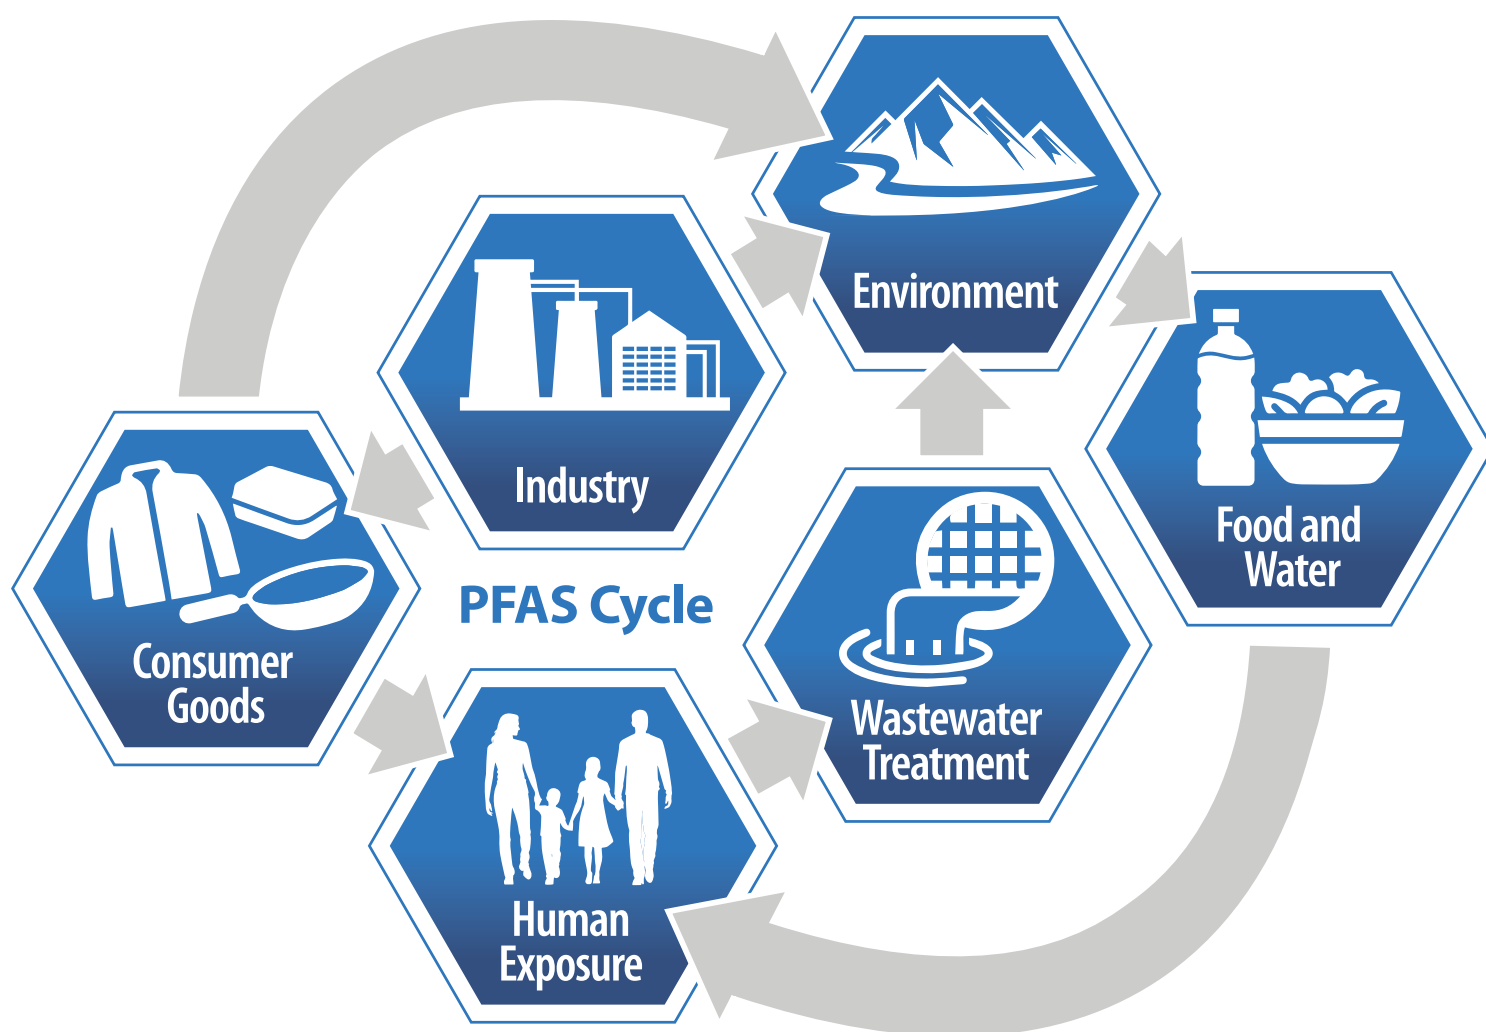 Environment
Industry
Food and
Water
PFAS Cycle
Consumer
Goods
Wastewater
Treatment
Human
Exposure